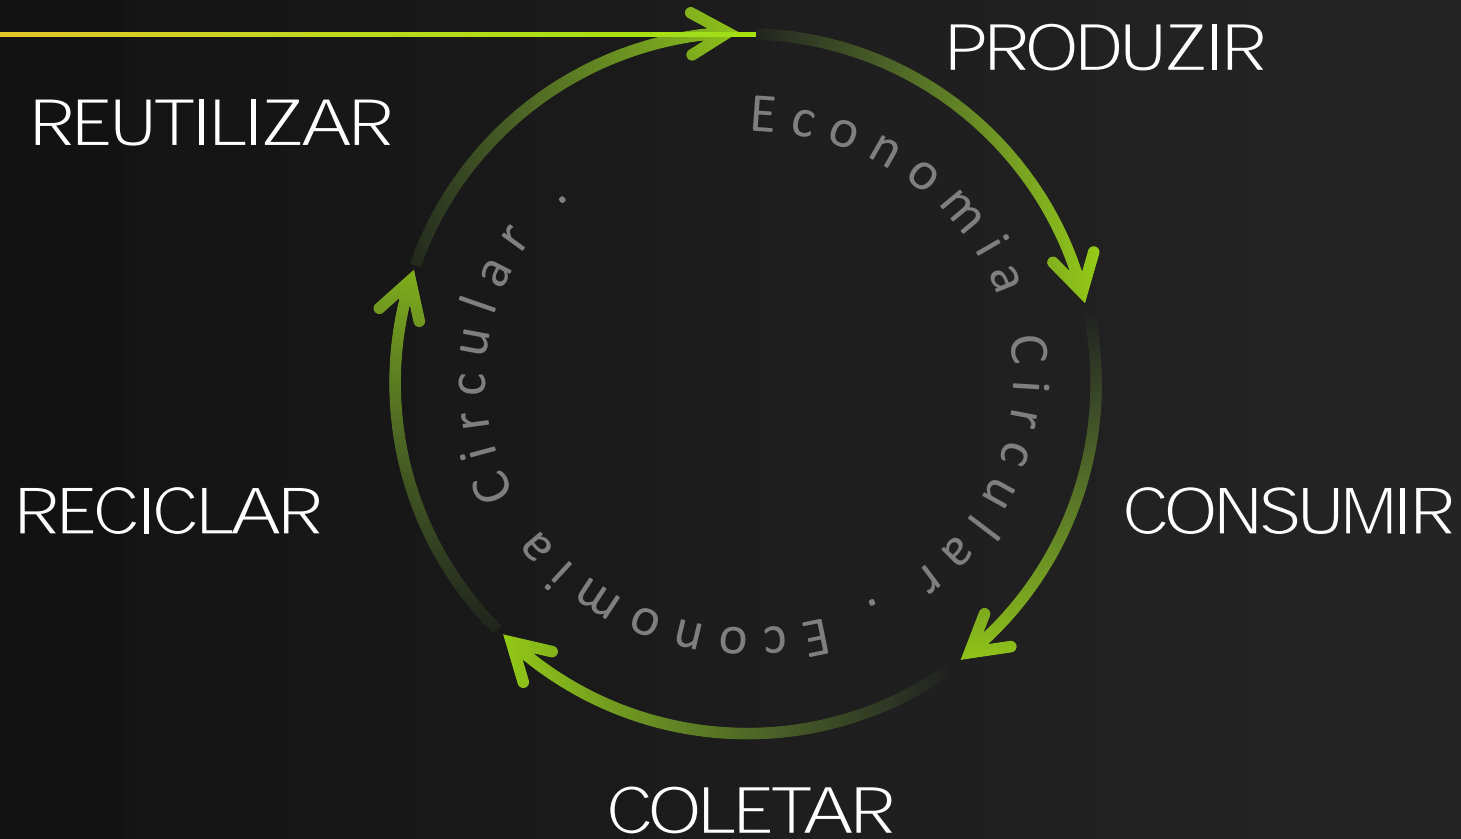 PRODUZIR
REUTILIZAR
Economia Circular . Economia Circular .
RECICLAR
CONSUMIR
COLETAR